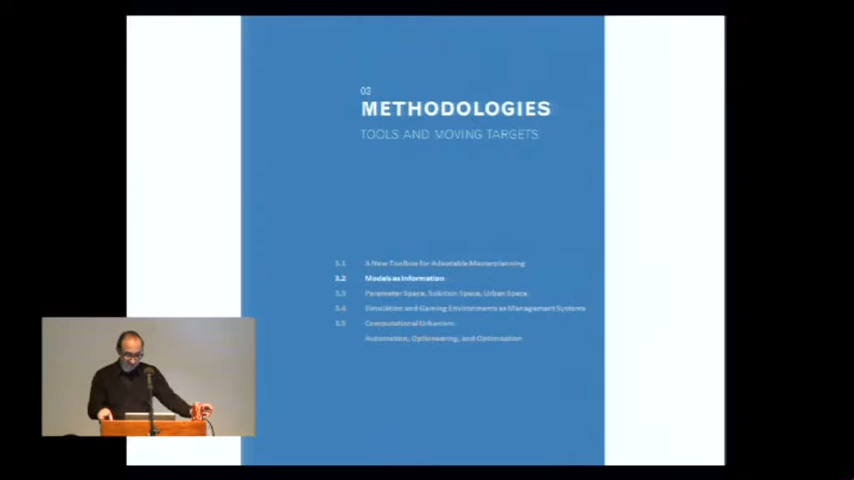 03
METHODOLOGIES
TOOLS AND MOVING TARGETS
3.1 A New Toolbox for Adaptable Masterplanning
3.2 Models as Information
3.3 Parameter Space, Solution Space, Urban Space
3.4 Simulation and Gaming Environments as Management Systems
3.5 Computational Urbanism:
Automation, Optioneering, and Optimisation